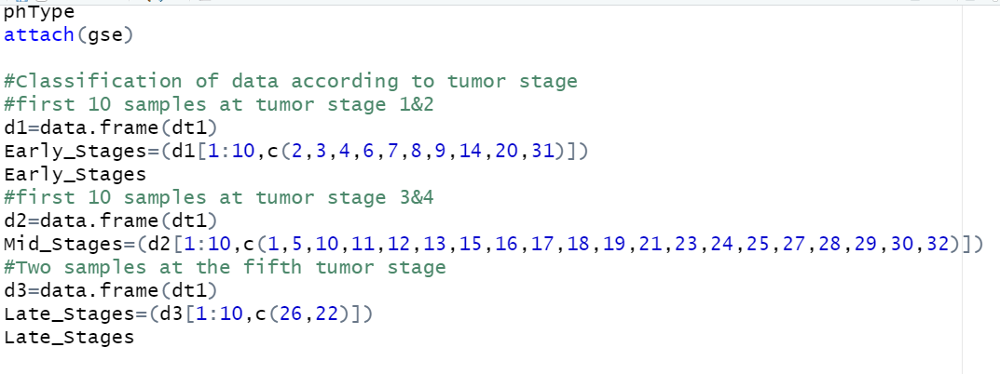 phType
attach(gse)
#Classification of data according to tumor stage
#first 10 samples at tumor stage 1&2
d1=data.frame(dt1)
Early_Stages=(d1[1:10,c(2,3,4,6,7,8,9,14,20,31)])
Early_Stages
#first 10 samples at tumor stage 3&4
d2=data.frame(dt1)
Mid_Stages=(d2[1:10,c(1,5,10,11,12,13,15,16,17,18,19,21,23,24,25,27,28,29,30,32)])
#Two samples at the fifth tumor stage
d3=data.frame(dt1)
Late_Stages=(d3[1:10,c(26,22)])
Late_Stages